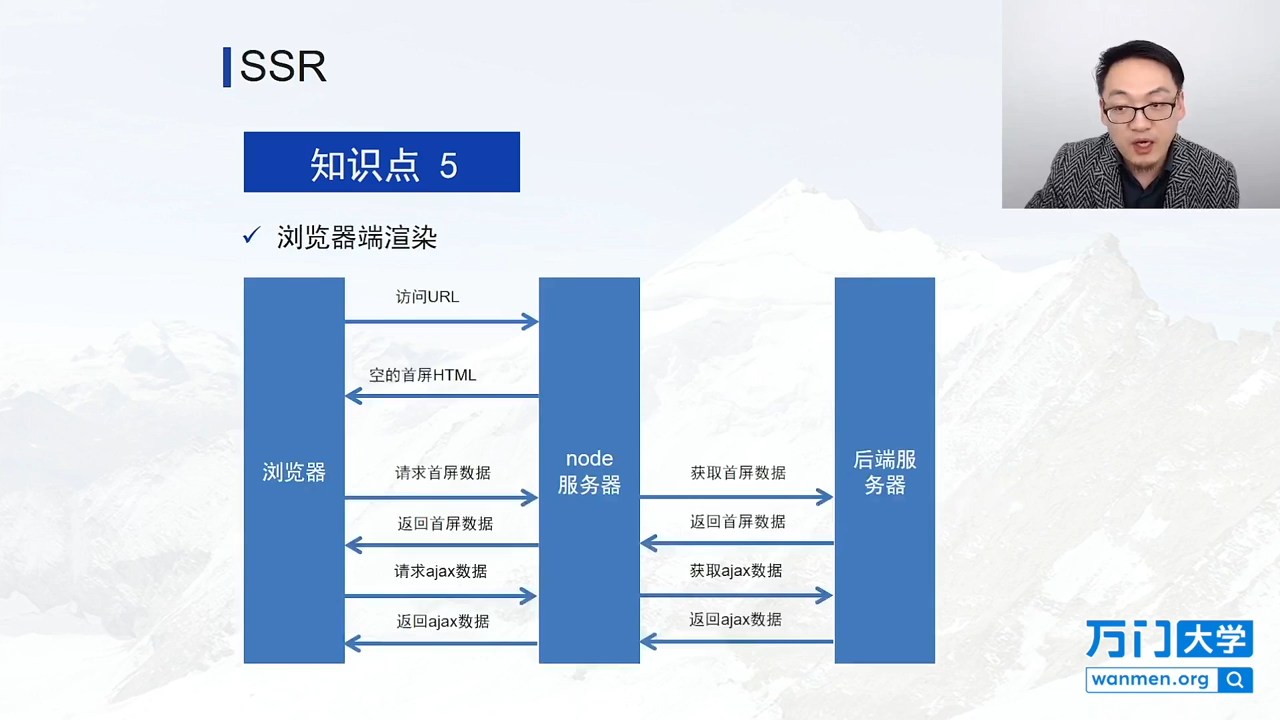 SSR
知识点 5
✓ 浏览器端渲染
访问URL
空的首屏HTML
浏览器
node
服务器
后端服
务器
请求首屏数据
获取首屏数据
返回首屏数据
返回首屏数据
请求ajax数据
获取ajax数据
返回ajax数据
返回ajax数据
万门大学
wanmen.org